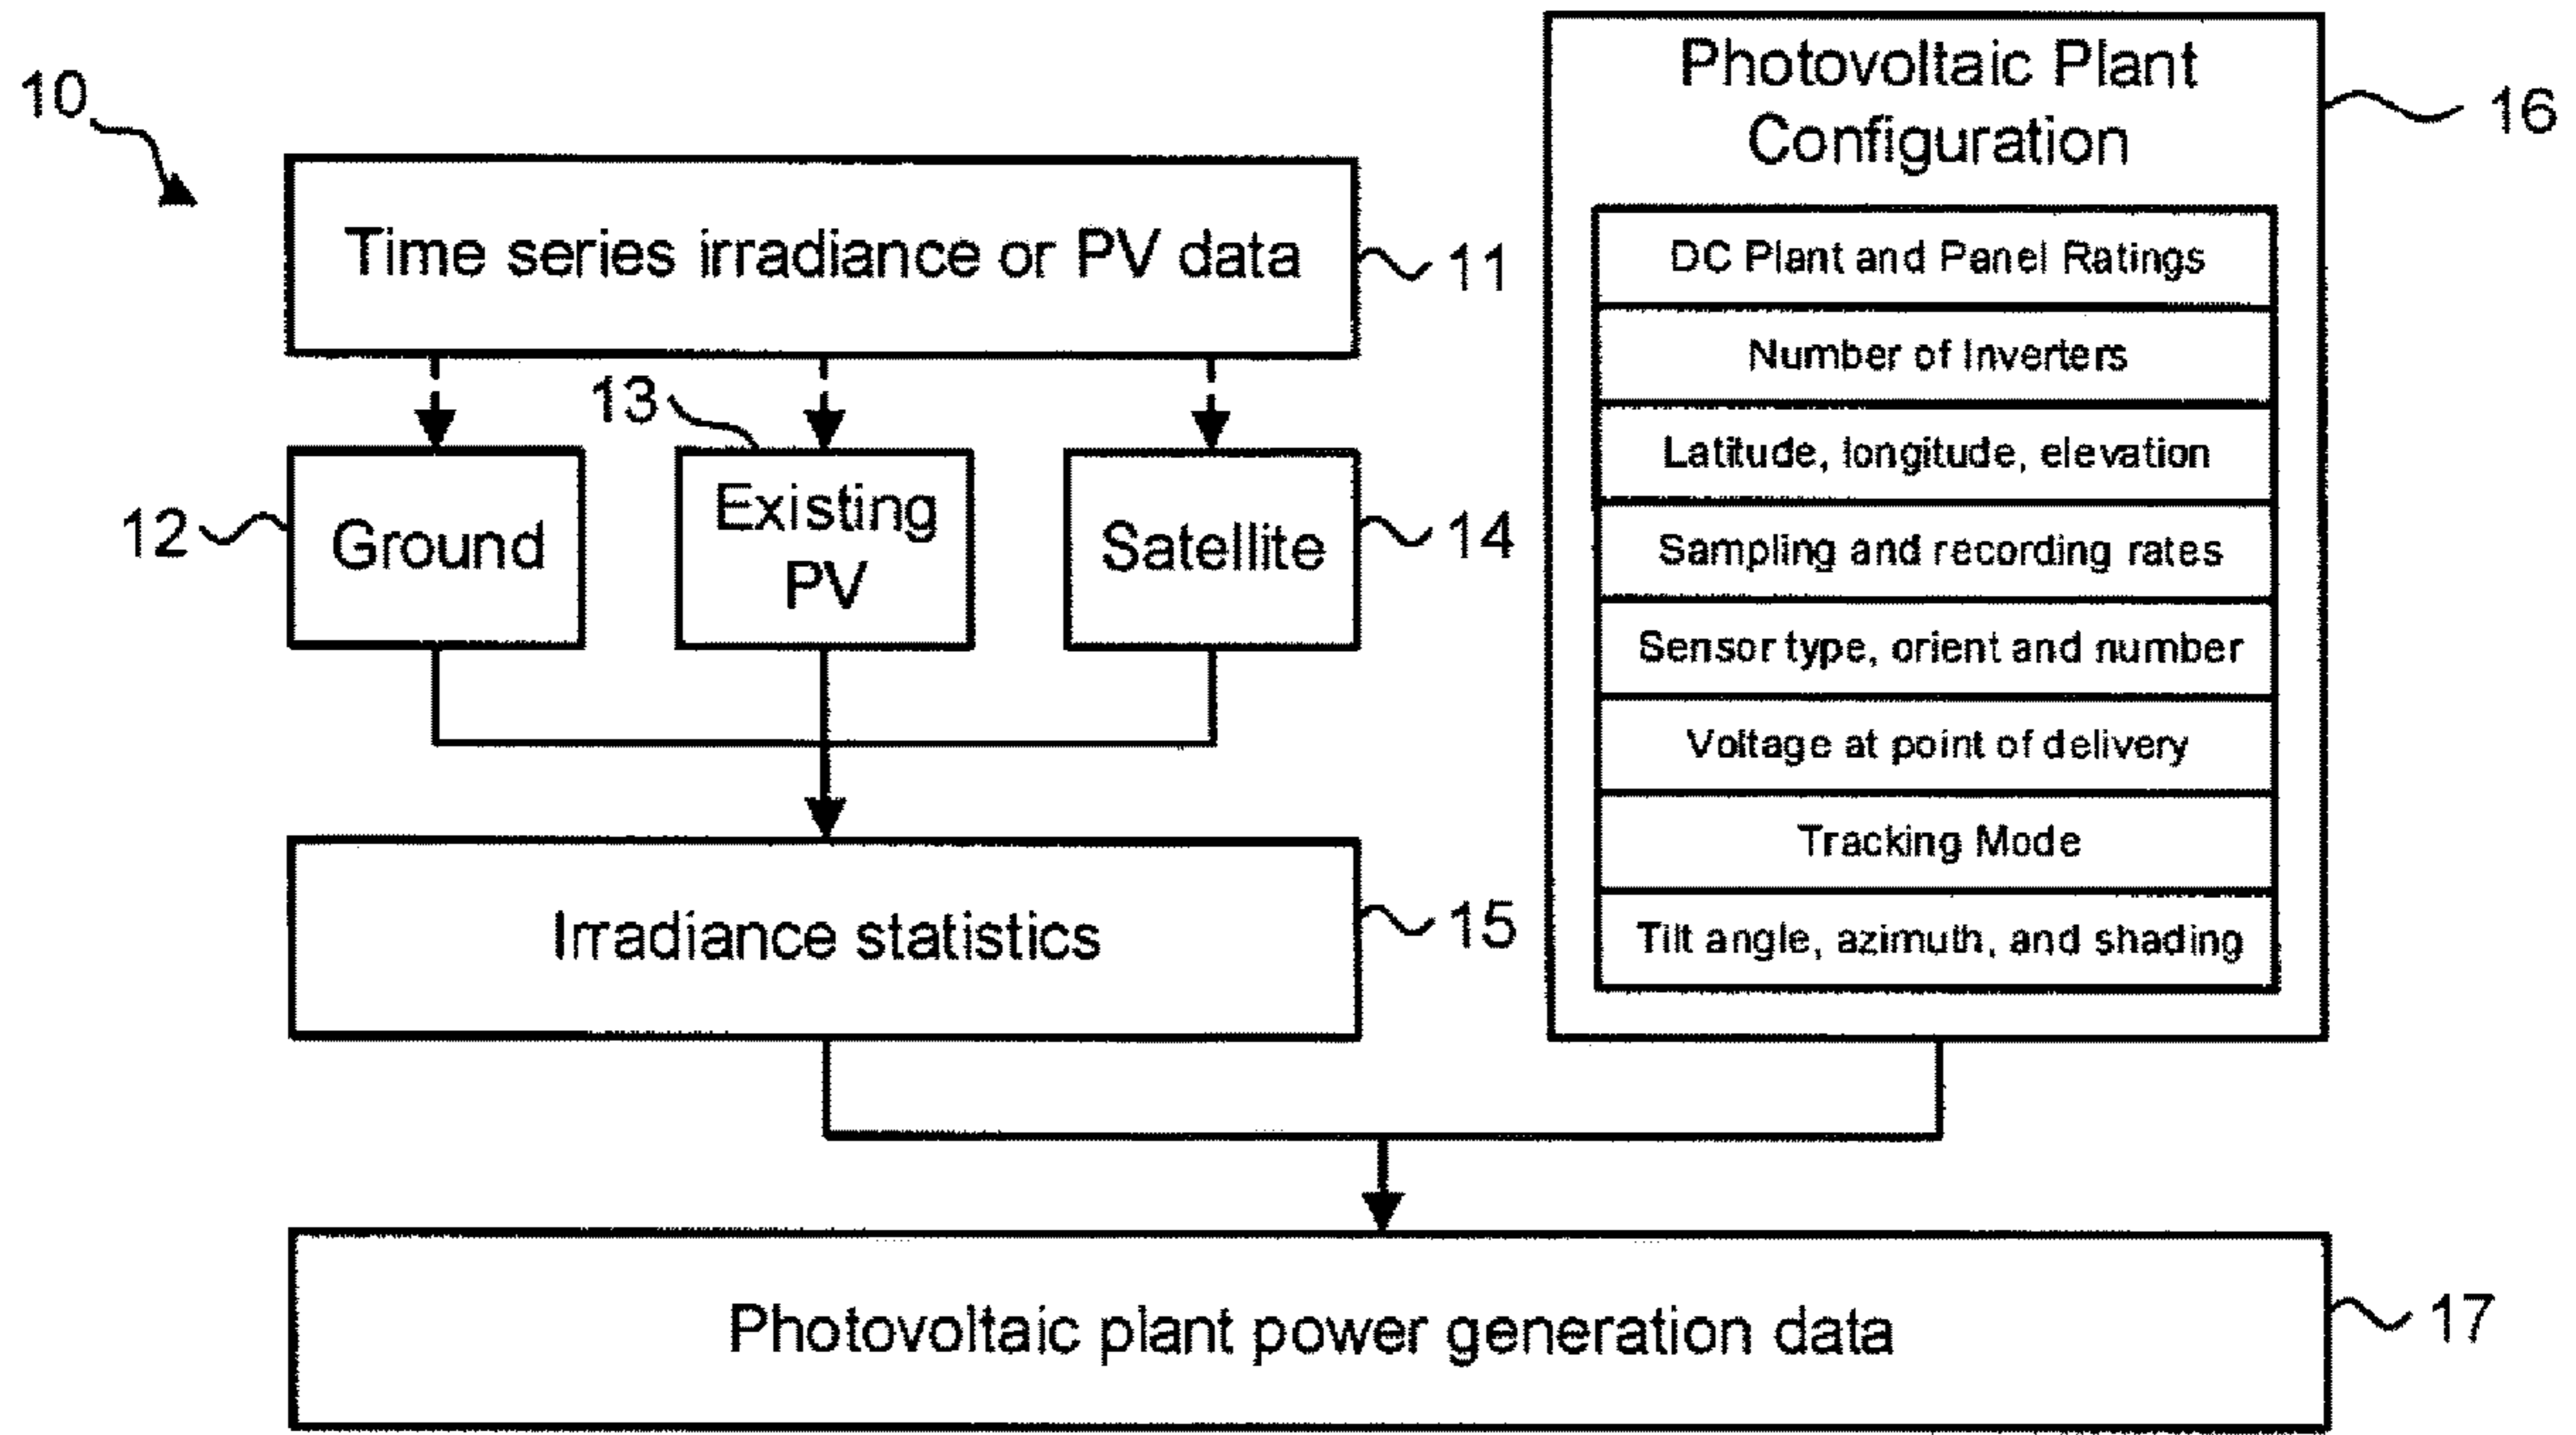 10
Time series irradiance or PV data
11
12
Ground
13
Existing
PV
Satellite
14
Irradiance statistics
15
Photovoltaic Plant
Configuration
16
DC Plant and Panel Ratings
Number of Inverters
Latitude, longitude, elevation
Sampling and recording rates
Sensor type, orient and number
Voltage at point of delivery
Tracking Mode
Tilt angle, azimuth, and shading
Photovoltaic plant power generation data
17